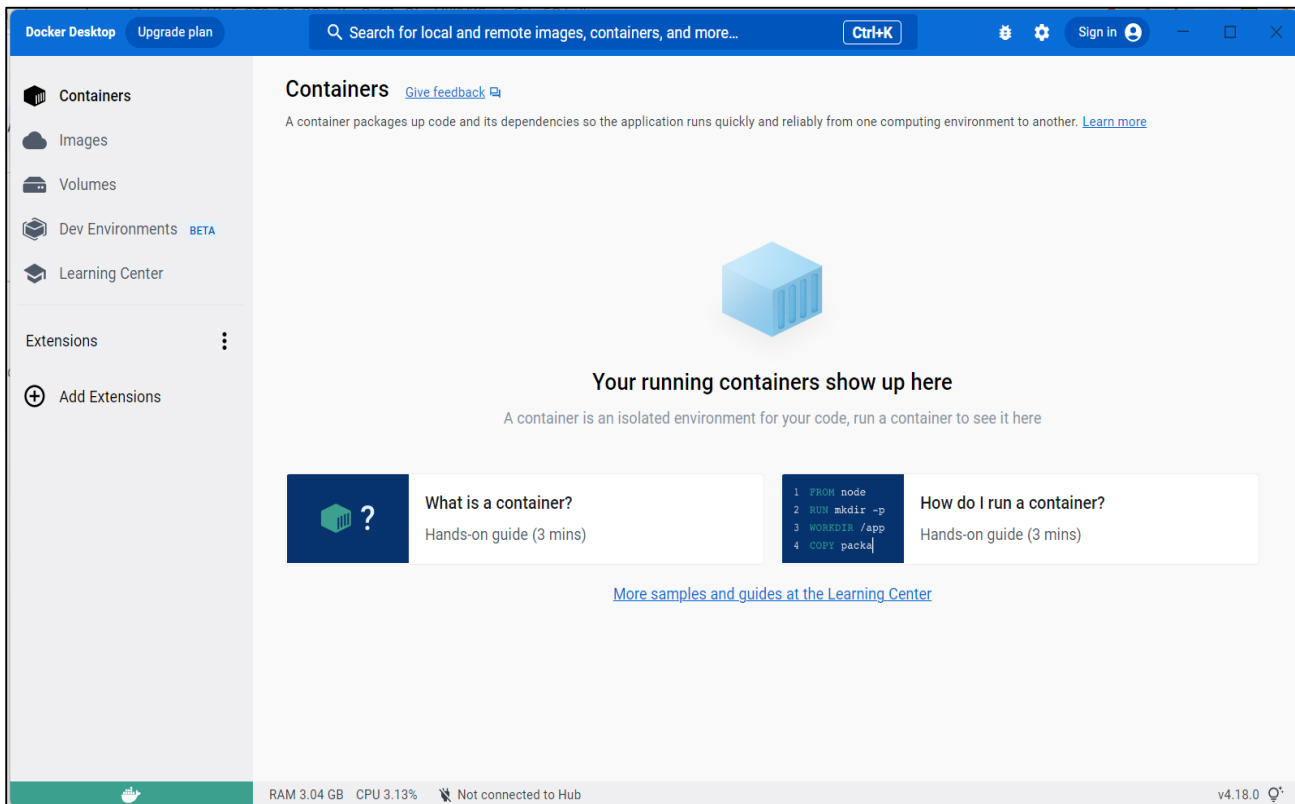 Docker Desktop Upgrade plan Search for local and remote images, containers, and more... Ctrl+K Sign in
Containers
Images
Volumes
Dev Environments BETA
Learning Center
Extensions
Add Extensions
Containers Give feedback
A container packages up code and its dependencies so the application runs quickly and reliably from one computing environment to another. Learn more
Your running containers show up here
A container is an isolated environment for your code, run a container to see it here
?
What is a container?
Hands-on guide (3 mins)
1 FROM node
2 RUN mkdir -p
3 WORKDIR /app
4 COPY packa
How do I run a container?
Hands-on guide (3 mins)
More samples and guides at the Learning Center
RAM 3.04 GB CPU 3.13% Not connected to Hub v4.18.0